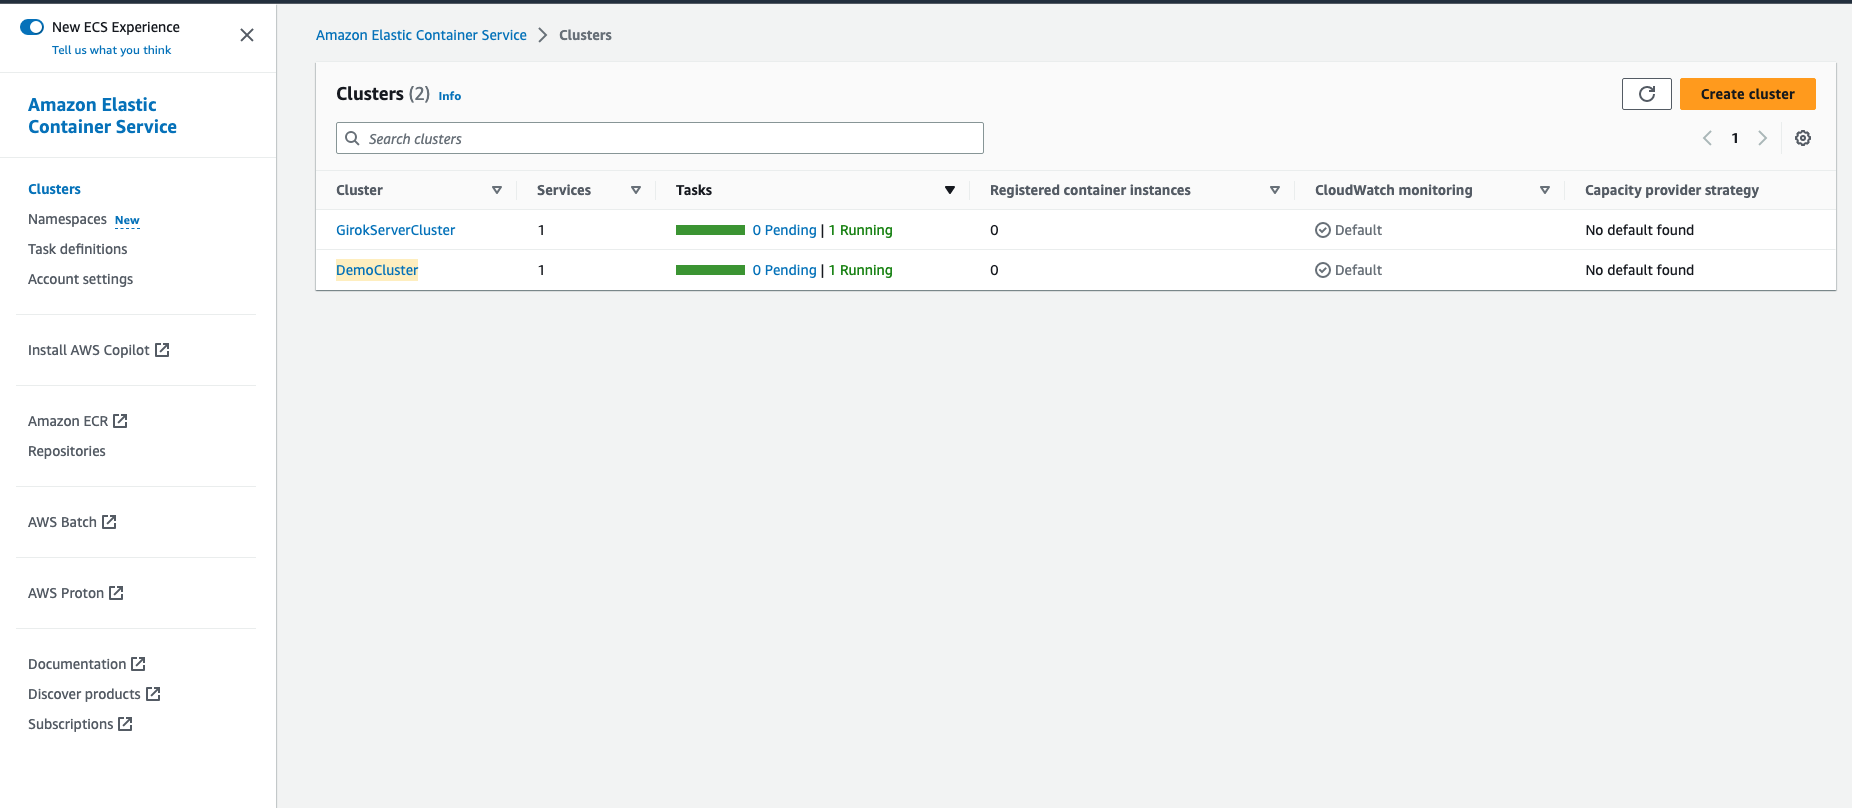 New ECS Experience
Tell us what you think
Amazon Elastic
Container Service
Clusters
Namespaces New
Task definitions
Account settings
Install AWS Copilot
Amazon ECR
Repositories
AWS Batch
AWS Proton
Documentation
Discover products
Subscriptions
Amazon Elastic Container Service > Clusters
Clusters (2) Info
Create cluster
Search clusters
1
Cluster Services Tasks Registered container instances CloudWatch monitoring Capacity provider strategy
GirokServerCluster 1 0 Pending | 1 Running 0 Default No default found
DemoCluster 1 0 Pending | 1 Running 0 Default No default found